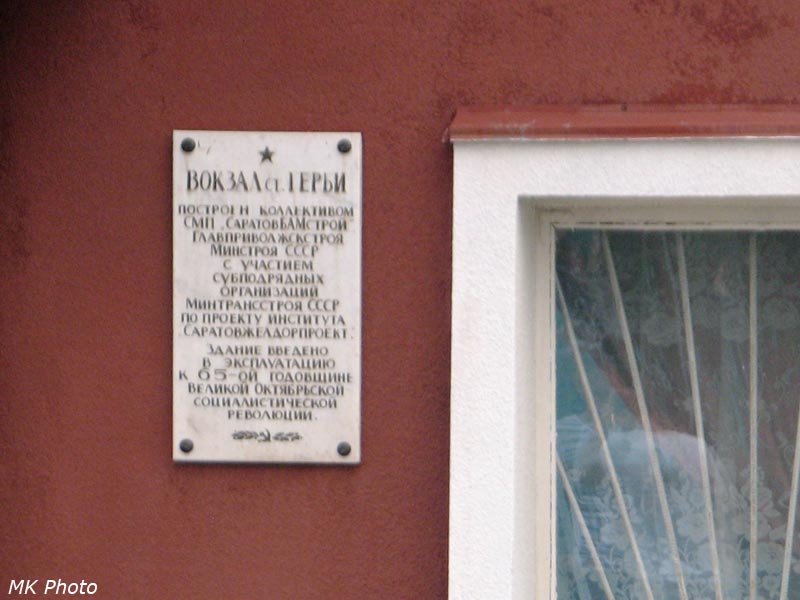 ВОКЗАЛ СТ. ГЕРБИ
ПОСТРОЕН КОЛЛЕКТИВОМ
СМП „САРАТОВБАМСТРОЙ"
ГЛАВПРИВОЛЖСКСТРОЯ
МИНСТРОЯ СССР
С УЧАСТИЕМ
СУБПОДРЯДНЫХ
ОРГАНИЗАЦИЙ
МИНТРАНССТРОЯ СССР
ПО ПРОЕКТУ ИНСТИТУТА
„САРАТОВЖЕЛДОРПРОЕКТ"
ЗДАНИЕ ВВЕДЕНО
В ЭКСПЛУАТАЦИЮ
К 65-ОЙ ГОДОВЩИНЕ
ВЕЛИКОЙ ОКТЯБРЬСКОЙ
СОЦИАЛИСТИЧЕСКОЙ
РЕВОЛЮЦИИ.
MK Photo